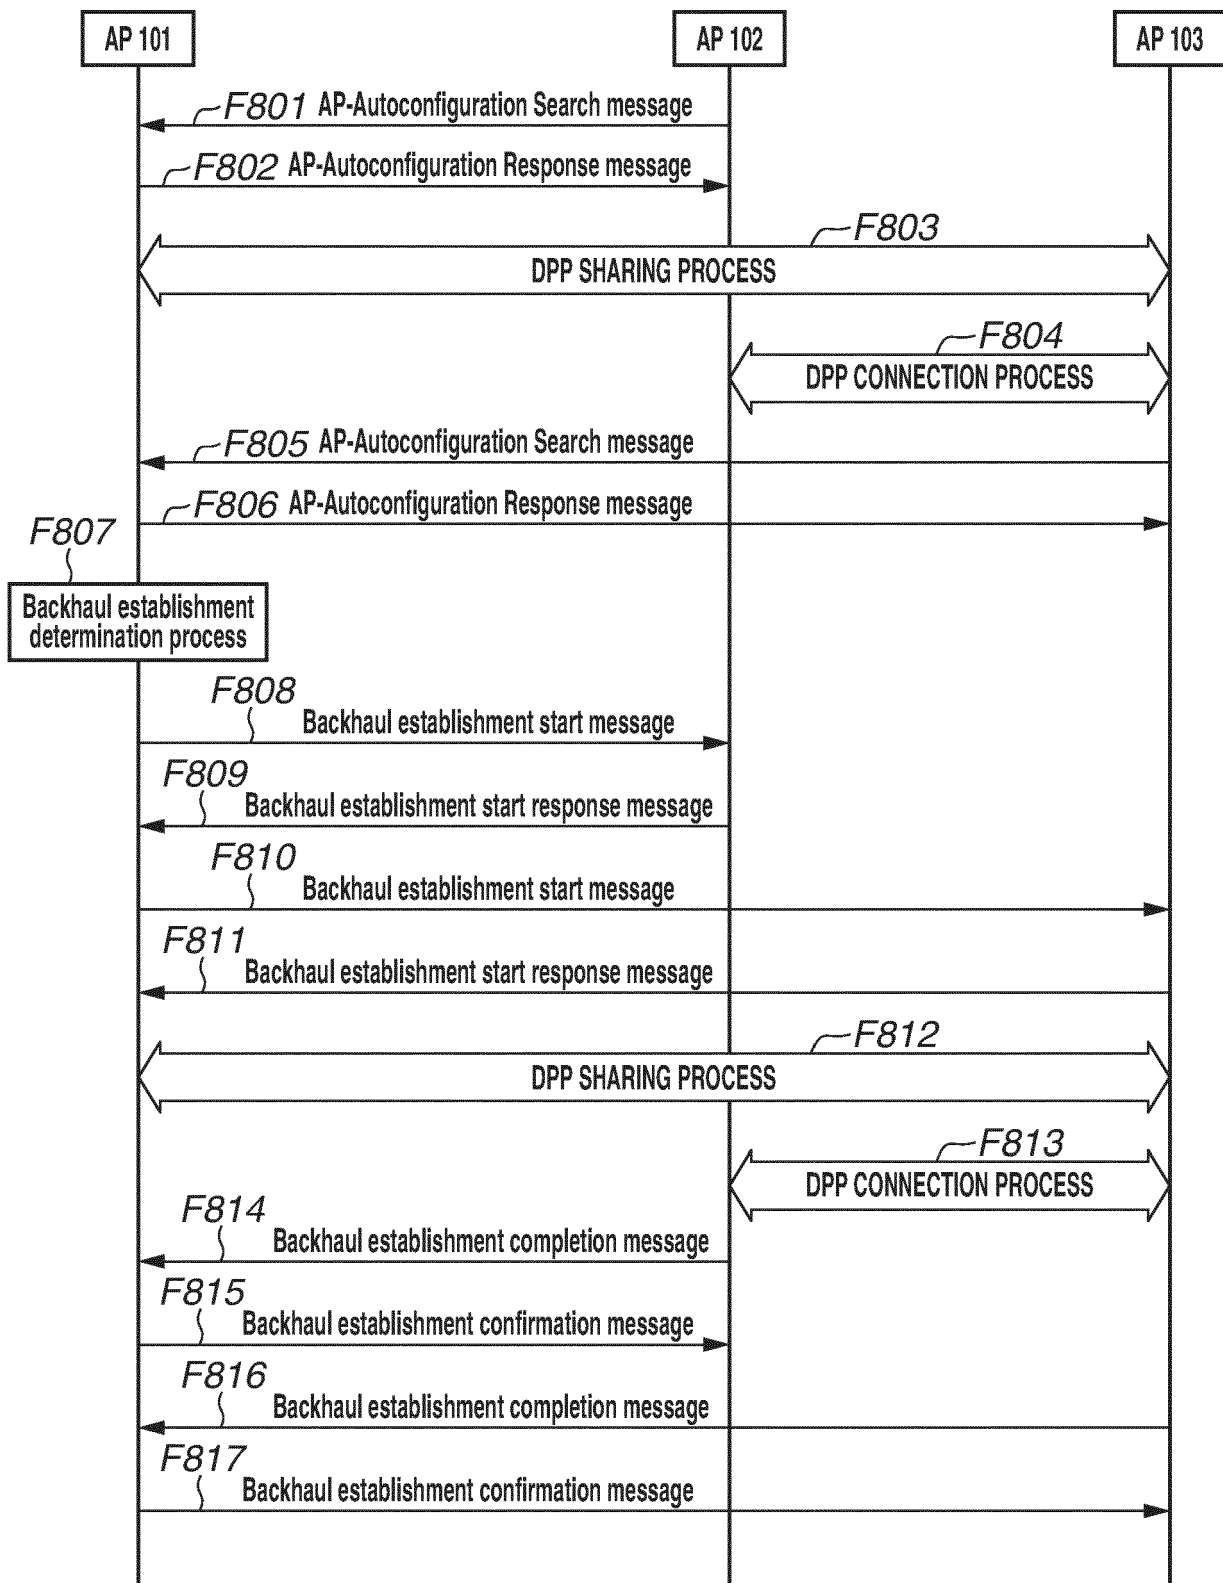 AP 101
AP 102
AP 103
F801 AP-Autoconfiguration Search message
F802 AP-Autoconfiguration Response message
F803
DPP SHARING PROCESS
F804
DPP CONNECTION PROCESS
F805 AP-Autoconfiguration Search message
F806 AP-Autoconfiguration Response message
F807
Backhaul establishment
determination process
F808
Backhaul establishment start message
F809
Backhaul establishment start response message
F810
Backhaul establishment start message
F811
Backhaul establishment start response message
F812
DPP SHARING PROCESS
F813
DPP CONNECTION PROCESS
F814
Backhaul establishment completion message
F815
Backhaul establishment confirmation message
F816
Backhaul establishment completion message
F817
Backhaul establishment confirmation message